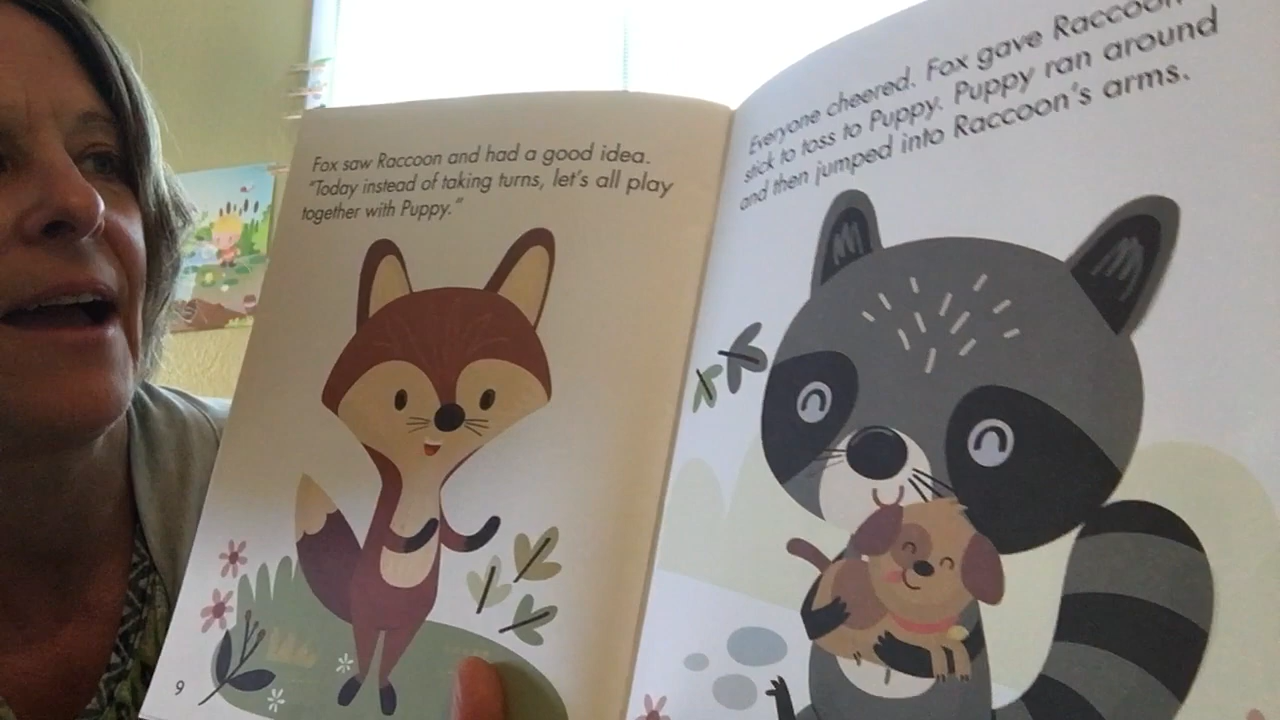 Fox saw Raccoon and had a good idea.
"Today instead of taking turns, let's all play
together with Puppy."
9
Everyone cheered. Fox gave Raccoon
stick to toss to Puppy. Puppy ran around
and then jumped into Raccoon's arms.